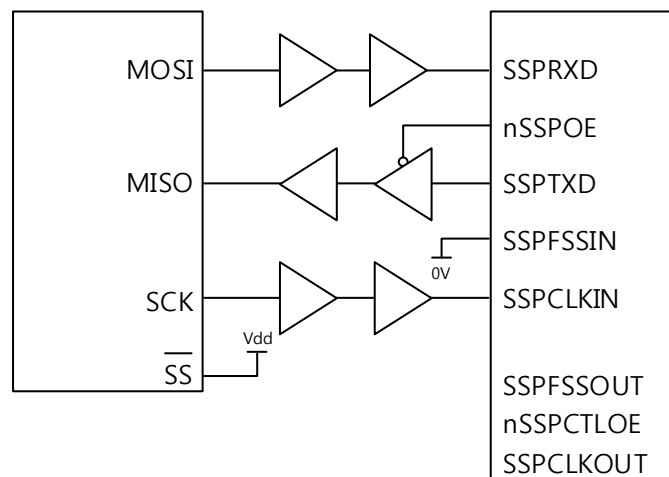 MOSI
SSPRXD
nSSPOE
MISO
SSPTXD
SSPFSSIN
0V
SCK
SSPCLKIN
Vdd
SS
SSPFSSOUT
nSSPCTLOE
SSPCLKOUT